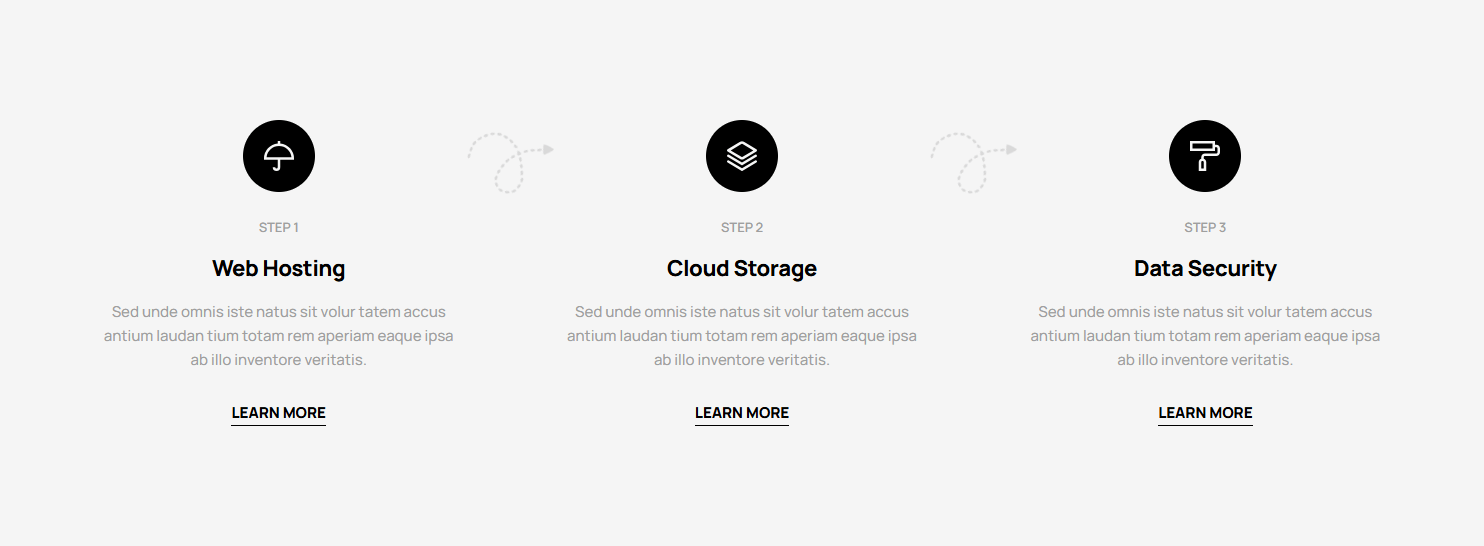 STEP 1
Web Hosting
Sed unde omnis iste natus sit volur tatem accus
antium laudan tium totam rem aperiam eaque ipsa
ab illo inventore veritatis.
LEARN MORE
STEP 2
Cloud Storage
Sed unde omnis iste natus sit volur tatem accus
antium laudan tium totam rem aperiam eaque ipsa
ab illo inventore veritatis.
LEARN MORE
STEP 3
Data Security
Sed unde omnis iste natus sit volur tatem accus
antium laudan tium totam rem aperiam eaque ipsa
ab illo inventore veritatis.
LEARN MORE